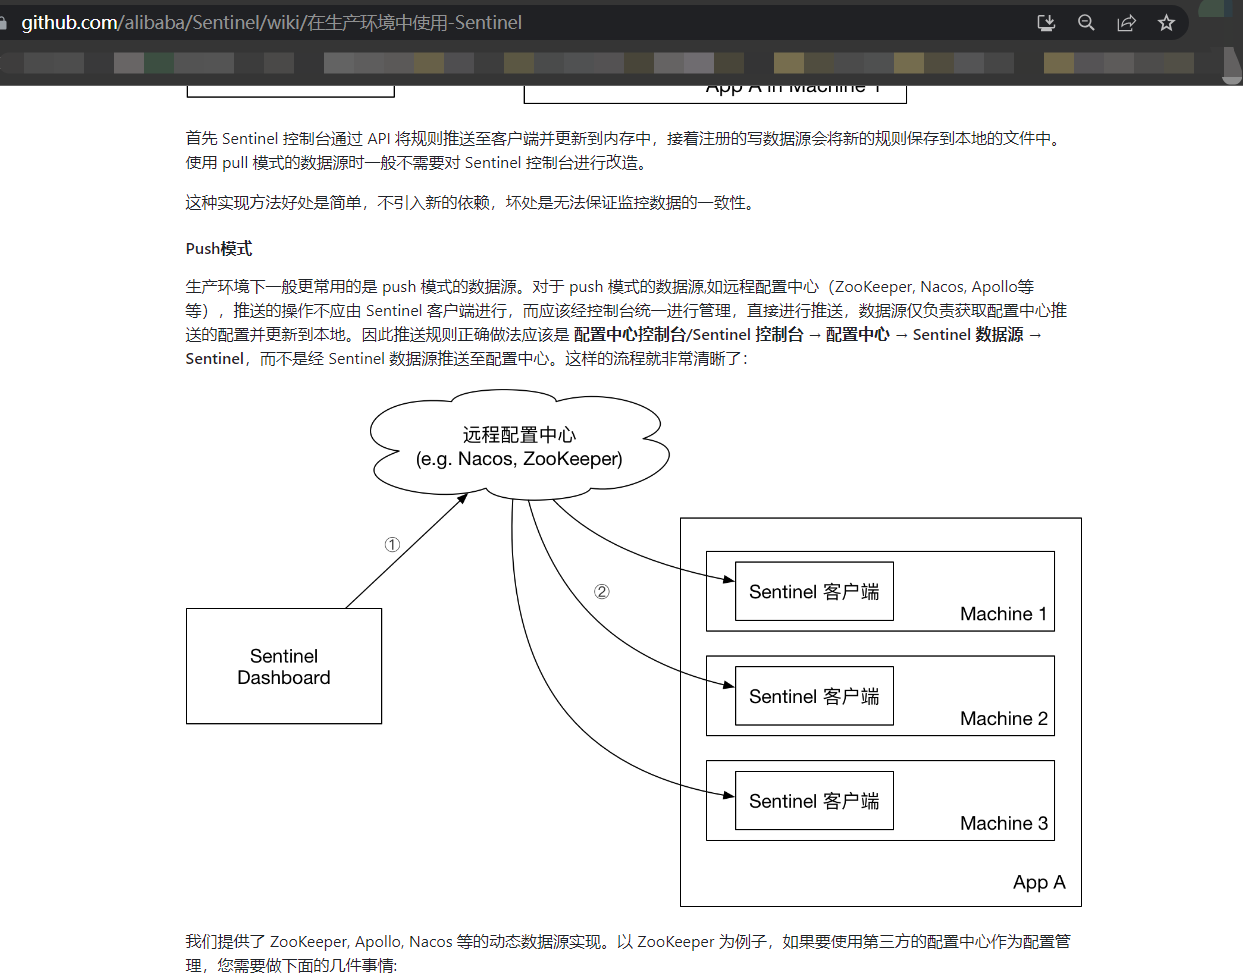 github.com/alibaba/Sentinel/wiki/在生产环境中使用-Sentinel
App A in Machine 1
首先 Sentinel 控制台通过 API 将规则推送至客户端并更新到内存中，接着注册的写数据源会将新的规则保存到本地的文件中。
使用 pull 模式的数据源时一般不需要对 Sentinel 控制台进行改造。
这种实现方法好处是简单，不引入新的依赖，坏处是无法保证监控数据的一致性。
Push模式
生产环境下一般更常用的是 push 模式的数据源。对于 push 模式的数据源,如远程配置中心（ZooKeeper, Nacos, Apollo等
等），推送的操作不应由 Sentinel 客户端进行，而应该经控制台统一进行管理，直接进行推送，数据源仅负责获取配置中心推
送的配置并更新到本地。因此推送规则正确做法应该是 配置中心控制台/Sentinel 控制台 → 配置中心 → Sentinel 数据源 →
Sentinel，而不是经 Sentinel 数据源推送至配置中心。这样的流程就非常清晰了：
远程配置中心
(e.g. Nacos, ZooKeeper)
①
②
Sentinel
Dashboard
Sentinel 客户端
Machine 1
Sentinel 客户端
Machine 2
Sentinel 客户端
Machine 3
App A
我们提供了 ZooKeeper, Apollo, Nacos 等的动态数据源实现。以 ZooKeeper 为例子，如果要使用第三方的配置中心作为配置管
理，您需要做下面的几件事情: